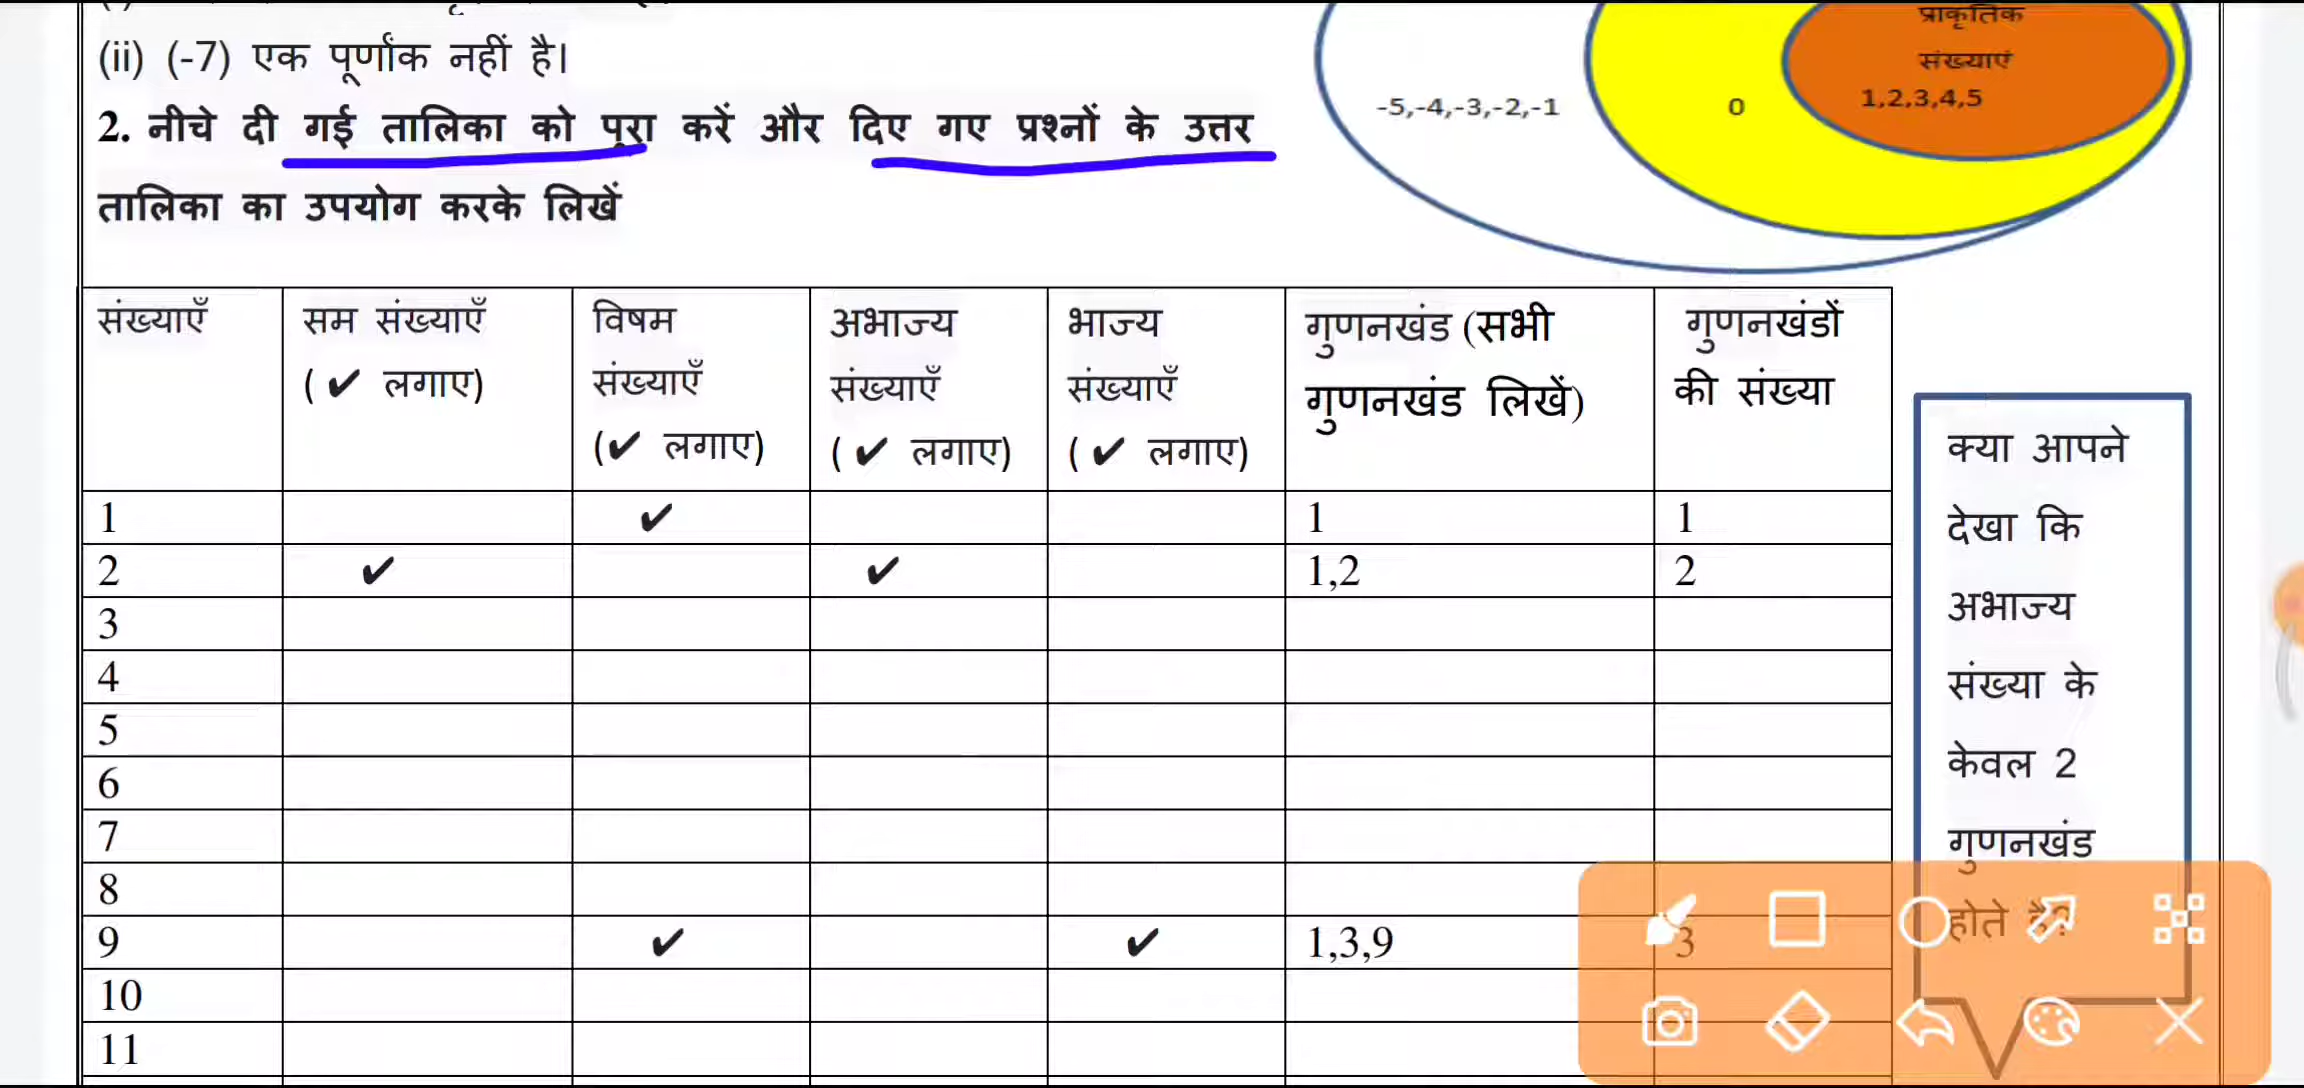 (ii) (-7) एक पूर्णांक नहीं है।
2. नीचे दी गई तालिका को पूरा करें और दिए गए प्रश्नों के उत्तर
तालिका का उपयोग करके लिखें
प्राकृतिक
संख्याएं
1,2,3,4,5
0
-5,-4,-3,-2,-1
संख्याएँ
सम संख्याएँ
( ✔ लगाए)
विषम
संख्याएँ
(✔ लगाए)
अभाज्य
संख्याएँ
( ✔ लगाए)
भाज्य
संख्याएँ
( ✔ लगाए)
गुणनखंड (सभी
गुणनखंड लिखें)
गुणनखंडों
की संख्या
1 ✔ 1 1
2 ✔ ✔ 1,2 2
3
4
5
6
7
8
9 ✔ ✔ 1,3,9 3
10
11
क्या आपने
देखा कि
अभाज्य
संख्या के
केवल 2
गुणनखंड
होते है?